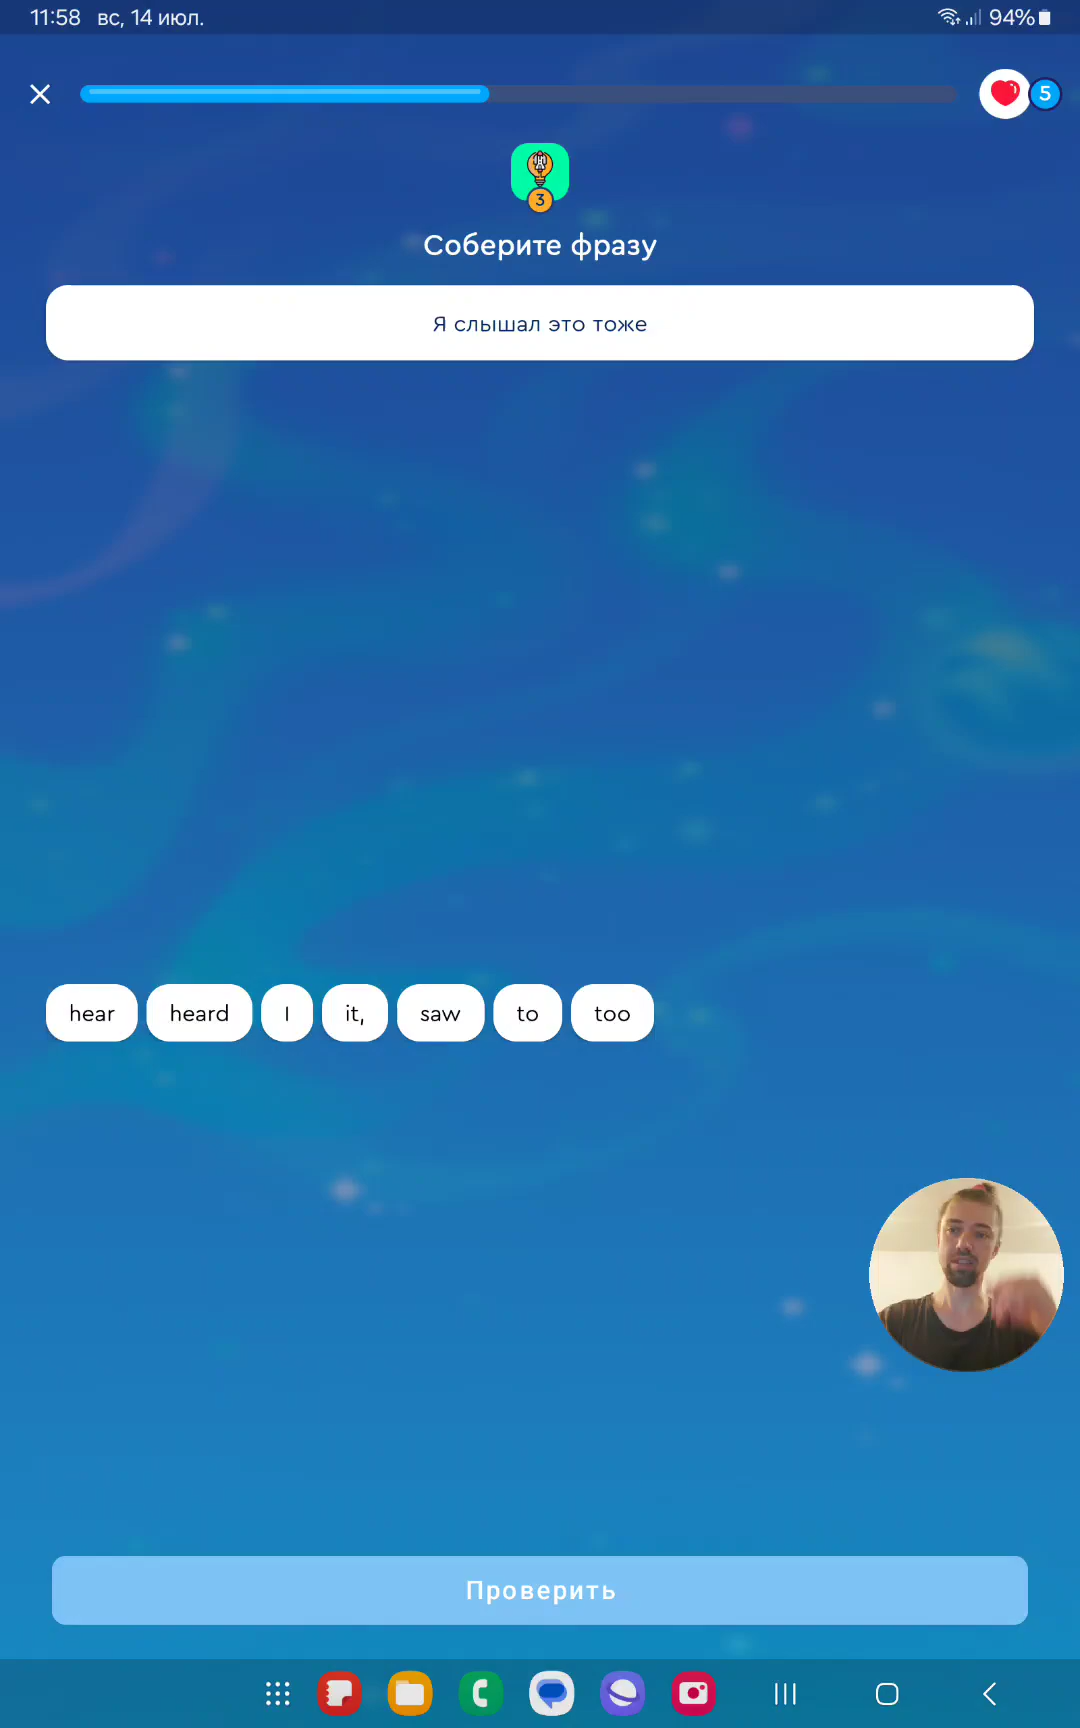 11:58 вс, 14 июл. 94%
5
3
Соберите фразу
Я слышал это тоже
hear heard I it, saw to too
Проверить